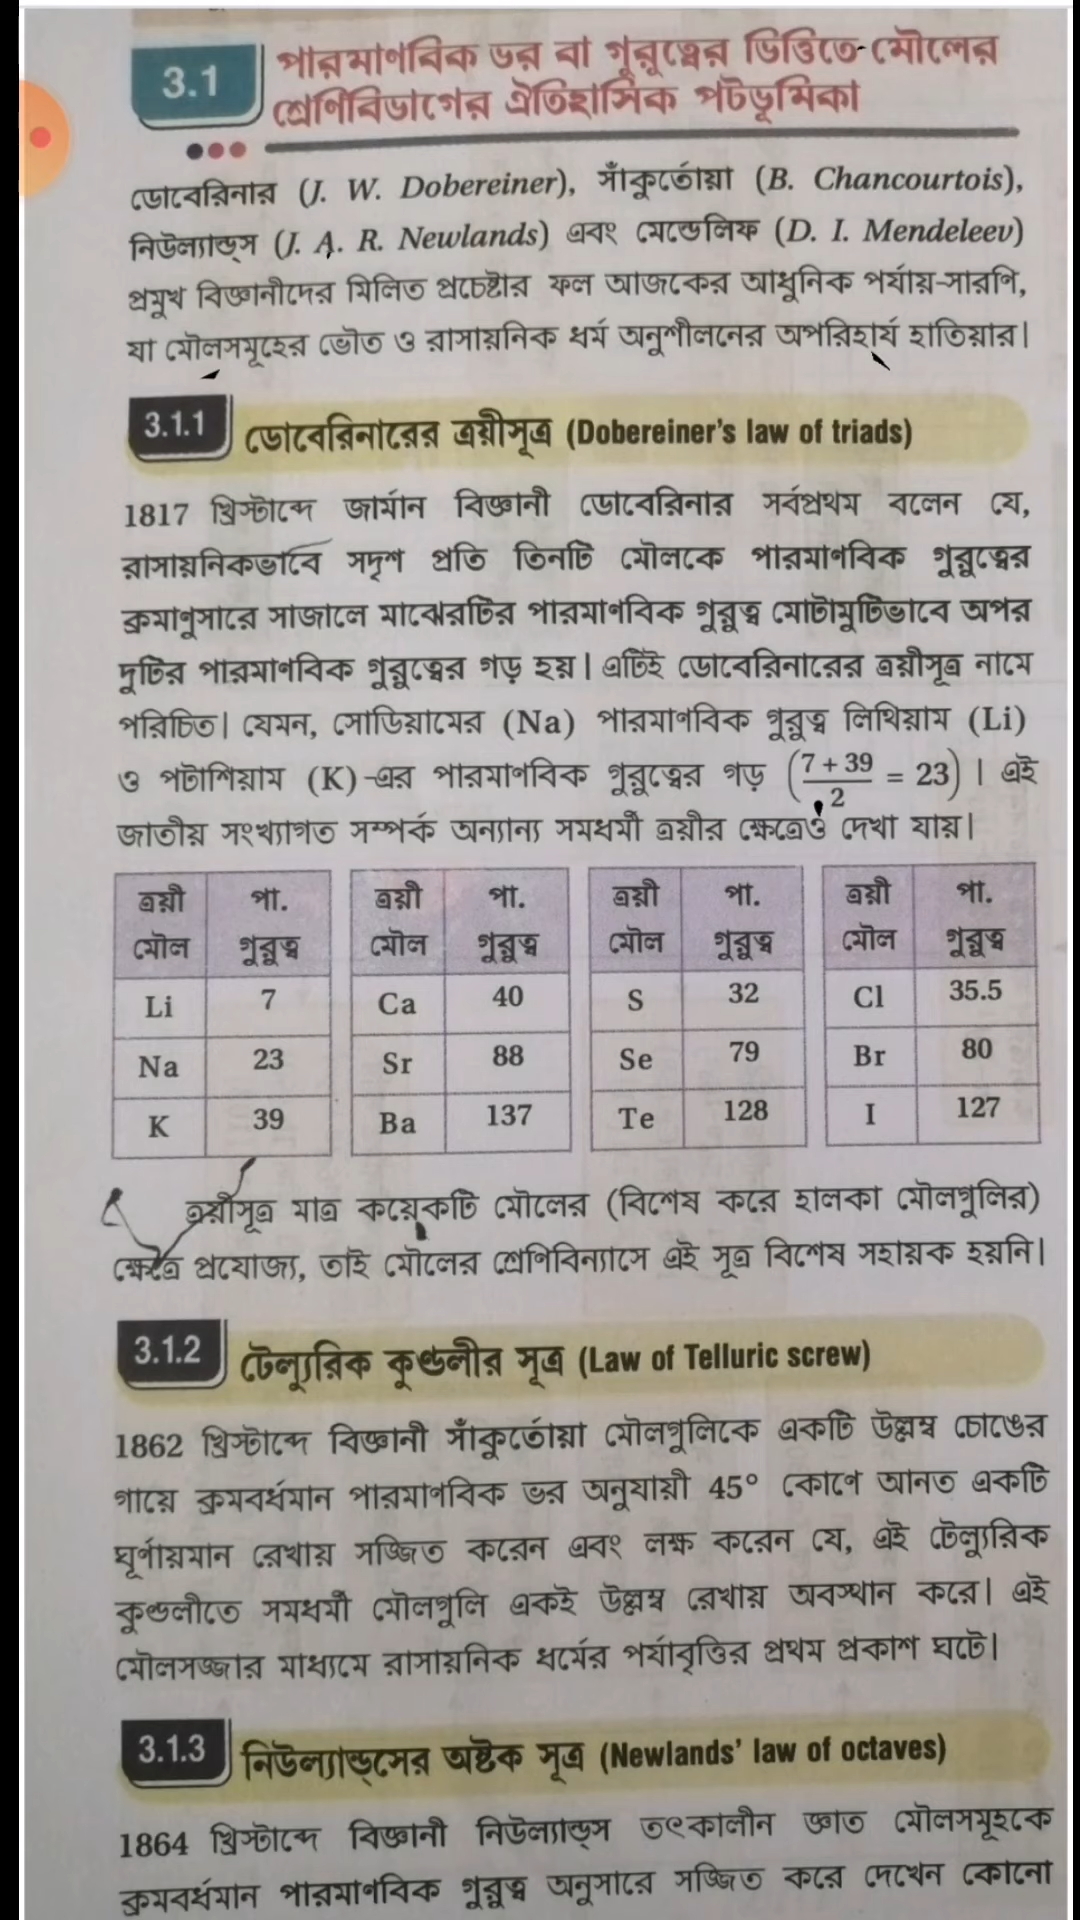 3.1 পারমাণবিক ভর বা গুরুত্বের ভিত্তিতে মৌলের
শ্রেণিবিভাগের ঐতিহাসিক পটভূমিকা
ডোবেরিনার (J. W. Dobereiner), সাঁকুর্তোয়া (B. Chancourtois),
নিউল্যান্ড্‌স (J. A. R. Newlands) এবং মেন্ডেলিফ (D. I. Mendeleev)
প্রমুখ বিজ্ঞানীদের মিলিত প্রচেষ্টার ফল আজকের আধুনিক পর্যায়-সারণি,
যা মৌলসমূহের ভৌত ও রাসায়নিক ধর্ম অনুশীলনের অপরিহার্য হাতিয়ার।
3.1.1 ডোবেরিনারের ত্রয়ীসূত্র (Dobereiner's law of triads)
1817 খ্রিস্টাব্দে জার্মান বিজ্ঞানী ডোবেরিনার সর্বপ্রথম বলেন যে,
রাসায়নিকভাবে সদৃশ প্রতি তিনটি মৌলকে পারমাণবিক গুরুত্বের
ক্রমাণুসারে সাজালে মাঝেরটির পারমাণবিক গুরুত্ব মোটামুটিভাবে অপর
দুটির পারমাণবিক গুরুত্বের গড় হয়। এটিই ডোবেরিনারের ত্রয়ীসূত্র নামে
পরিচিত। যেমন, সোডিয়ামের (Na) পারমাণবিক গুরুত্ব লিথিয়াম (Li)
ও পটাশিয়াম (K)-এর পারমাণবিক গুরুত্বের গড় ((7 + 39)/2 = 23)। এই
জাতীয় সংখ্যাগত সম্পর্ক অন্যান্য সমধর্মী ত্রয়ীর ক্ষেত্রেও দেখা যায়।
ত্রয়ী পা. ত্রয়ী পা. ত্রয়ী পা. ত্রয়ী পা.
মৌল গুরুত্ব মৌল গুরুত্ব মৌল গুরুত্ব মৌল গুরুত্ব
Li 7 Ca 40 S 32 Cl 35.5
Na 23 Sr 88 Se 79 Br 80
K 39 Ba 137 Te 128 I 127
ত্রয়ীসূত্র মাত্র কয়েকটি মৌলের (বিশেষ করে হালকা মৌলগুলির)
ক্ষেত্রে প্রযোজ্য, তাই মৌলের শ্রেণিবিন্যাসে এই সূত্র বিশেষ সহায়ক হয়নি।
3.1.2 টেল্যুরিক কুণ্ডলীর সূত্র (Law of Telluric screw)
1862 খ্রিস্টাব্দে বিজ্ঞানী সাঁকুর্তোয়া মৌলগুলিকে একটি উল্লম্ব চোঙের
গায়ে ক্রমবর্ধমান পারমাণবিক ভর অনুযায়ী 45° কোণে আনত একটি
ঘূর্ণায়মান রেখায় সজ্জিত করেন এবং লক্ষ করেন যে, এই টেল্যুরিক
কুণ্ডলীতে সমধর্মী মৌলগুলি একই উল্লম্ব রেখায় অবস্থান করে। এই
মৌলসজ্জার মাধ্যমে রাসায়নিক ধর্মের পর্যাবৃত্তির প্রথম প্রকাশ ঘটে।
3.1.3 নিউল্যান্ড্‌সের অষ্টক সূত্র (Newlands' law of octaves)
1864 খ্রিস্টাব্দে বিজ্ঞানী নিউল্যান্ড্‌স তৎকালীন জ্ঞাত মৌলসমূহকে
ক্রমবর্ধমান পারমাণবিক গুরুত্ব অনুসারে সজ্জিত করে দেখেন কোনো